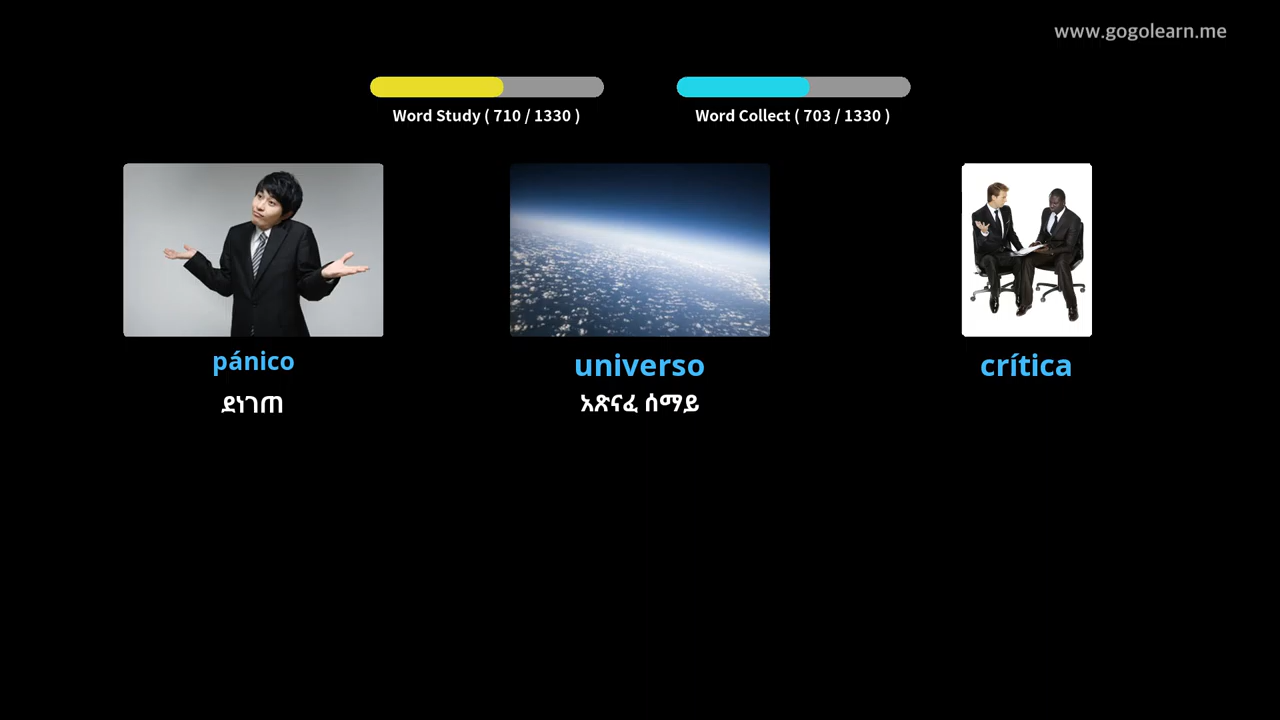 www.gogolearn.me
Word Study ( 710 / 1330 )
Word Collect ( 703 / 1330 )
pánico
universo
crítica
ደነገጠ
አጽናፈ ሰማይ